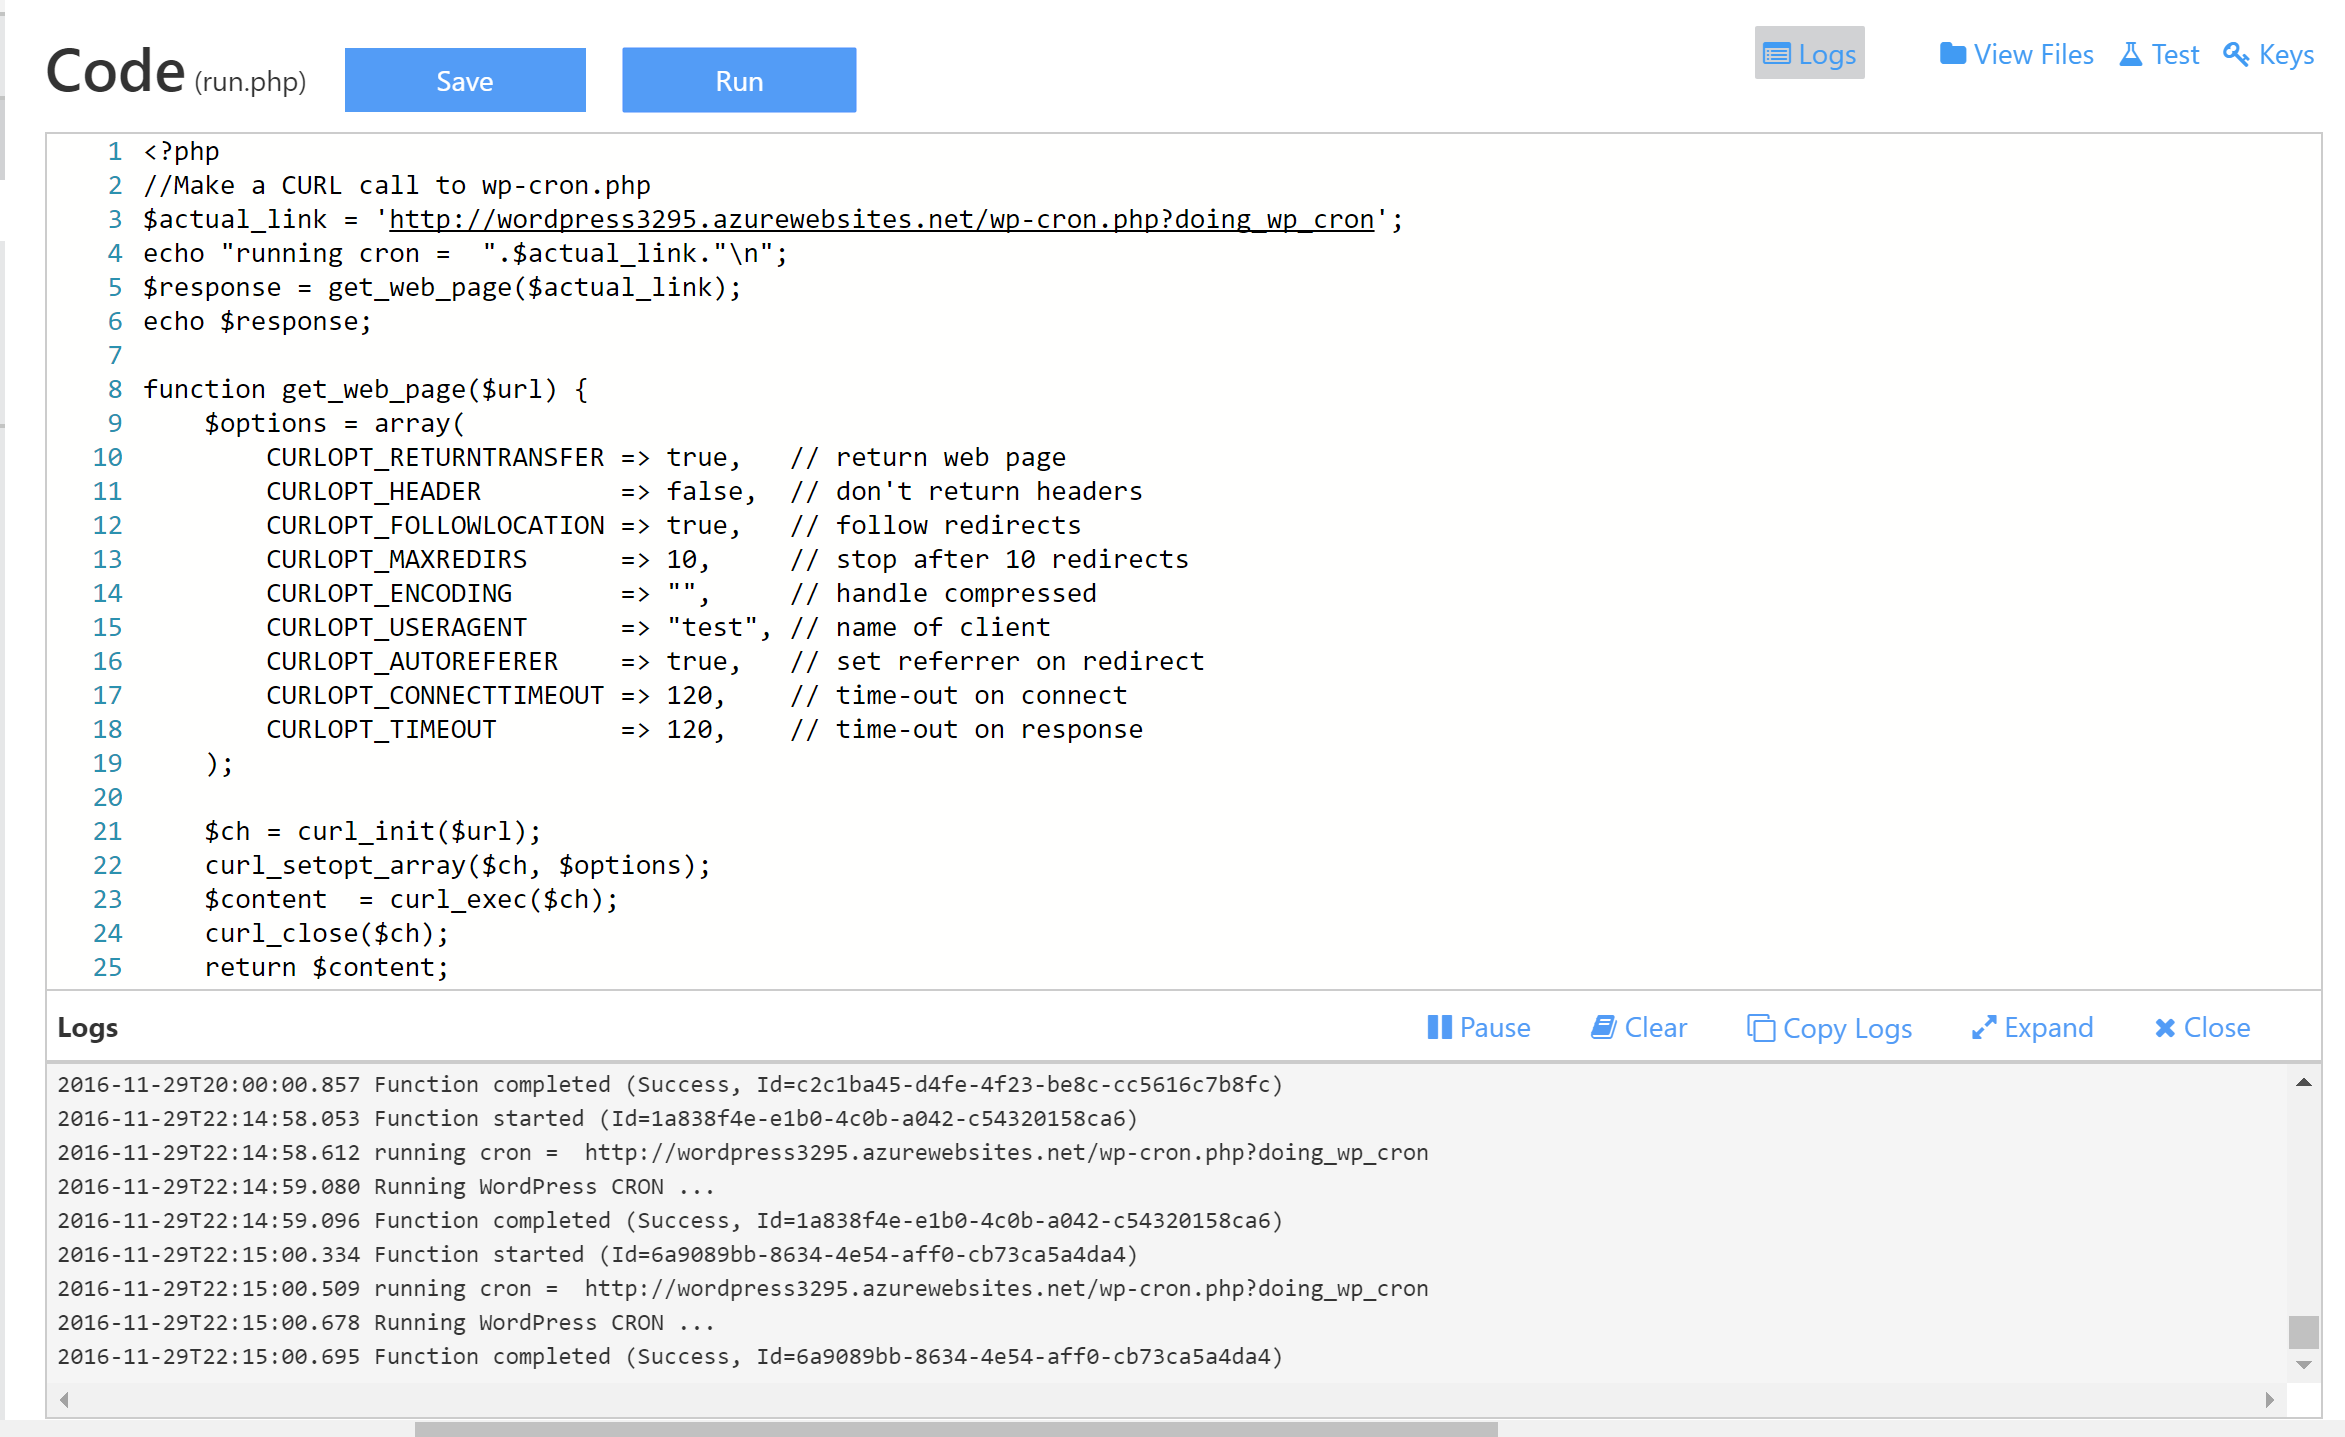 Code (run.php) Save Run Logs View Files Test Keys
1 <?php
2 //Make a CURL call to wp-cron.php
3 $actual_link = 'http://wordpress3295.azurewebsites.net/wp-cron.php?doing_wp_cron';
4 echo "running cron =  ".$actual_link."\n";
5 $response = get_web_page($actual_link);
6 echo $response;
7
8 function get_web_page($url) {
9     $options = array(
10         CURLOPT_RETURNTRANSFER => true,   // return web page
11         CURLOPT_HEADER         => false,  // don't return headers
12         CURLOPT_FOLLOWLOCATION => true,   // follow redirects
13         CURLOPT_MAXREDIRS      => 10,     // stop after 10 redirects
14         CURLOPT_ENCODING       => "",     // handle compressed
15         CURLOPT_USERAGENT      => "test", // name of client
16         CURLOPT_AUTOREFERER    => true,   // set referrer on redirect
17         CURLOPT_CONNECTTIMEOUT => 120,    // time-out on connect
18         CURLOPT_TIMEOUT        => 120,    // time-out on response
19     );
20
21     $ch = curl_init($url);
22     curl_setopt_array($ch, $options);
23     $content  = curl_exec($ch);
24     curl_close($ch);
25     return $content;
Logs Pause Clear Copy Logs Expand Close
2016-11-29T20:00:00.857 Function completed (Success, Id=c2c1ba45-d4fe-4f23-be8c-cc5616c7b8fc)
2016-11-29T22:14:58.053 Function started (Id=1a838f4e-e1b0-4c0b-a042-c54320158ca6)
2016-11-29T22:14:58.612 running cron =  http://wordpress3295.azurewebsites.net/wp-cron.php?doing_wp_cron
2016-11-29T22:14:59.080 Running WordPress CRON ...
2016-11-29T22:14:59.096 Function completed (Success, Id=1a838f4e-e1b0-4c0b-a042-c54320158ca6)
2016-11-29T22:15:00.334 Function started (Id=6a9089bb-8634-4e54-aff0-cb73ca5a4da4)
2016-11-29T22:15:00.509 running cron =  http://wordpress3295.azurewebsites.net/wp-cron.php?doing_wp_cron
2016-11-29T22:15:00.678 Running WordPress CRON ...
2016-11-29T22:15:00.695 Function completed (Success, Id=6a9089bb-8634-4e54-aff0-cb73ca5a4da4)